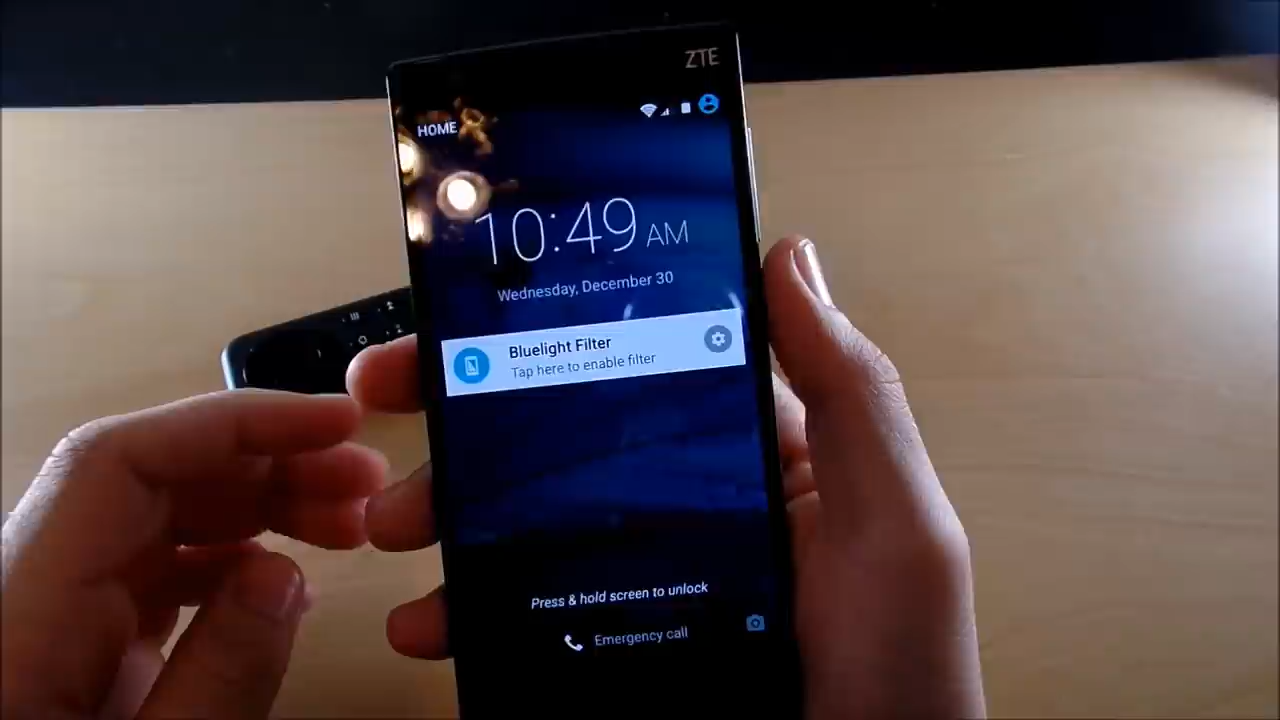 ZTE
HOME
10:49 AM
Wednesday, December 30
Bluelight Filter
Tap here to enable filter
Press & hold screen to unlock
Emergency call